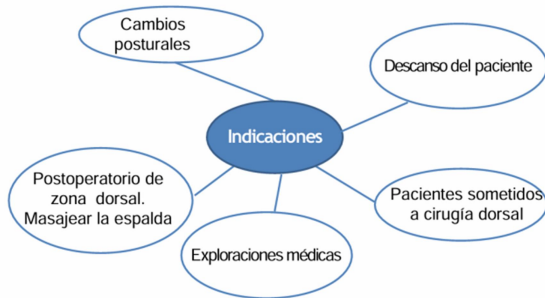 Cambios
posturales
Descanso del paciente
Indicaciones
Postoperatorio de
zona dorsal.
Masajear la espalda
Pacientes sometidos
a cirugía dorsal
Exploraciones médicas